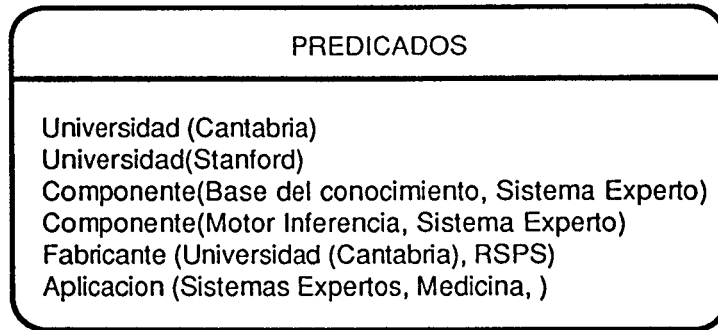 PREDICADOS
Universidad (Cantabria)
Universidad(Stanford)
Componente(Base del conocimiento, Sistema Experto)
Componente(Motor Inferencia, Sistema Experto)
Fabricante (Universidad (Cantabria), RSPS)
Aplicacion (Sistemas Expertos, Medicina, )